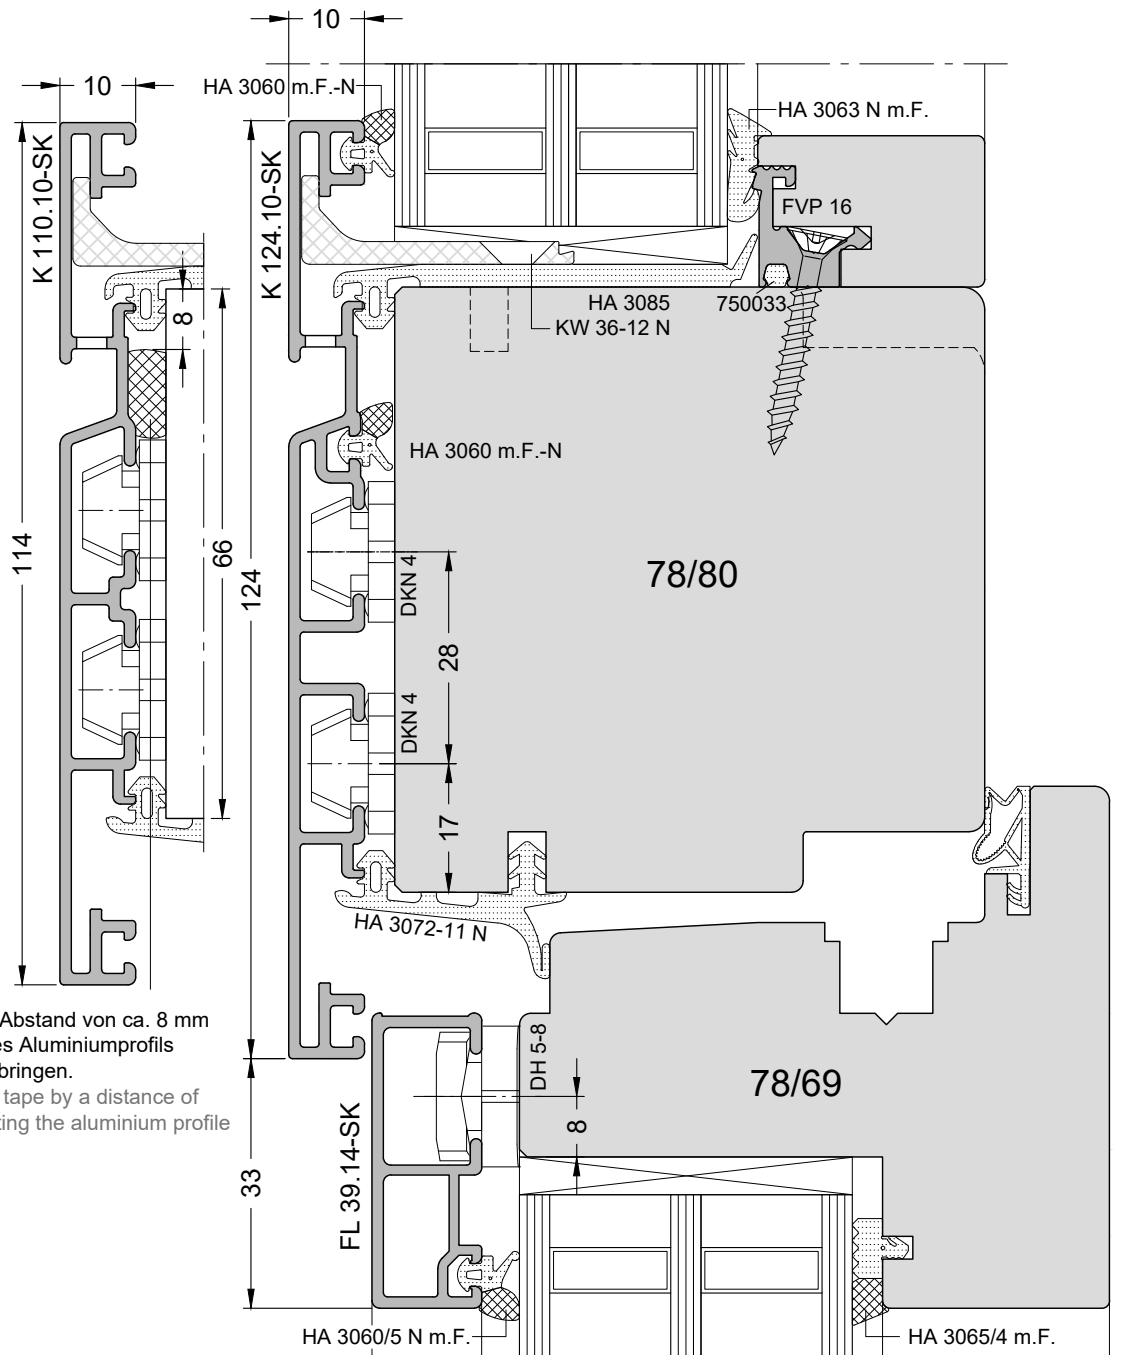 10
10
HA 3060 m.F.-N
HA 3063 N m.F.
K 110.10-SK
K 124.10-SK
FVP 16
8
HA 3085
750033
KW 36-12 N
HA 3060 m.F.-N
114
66
124
DKN 4
78/80
28
DKN 4
17
HA 3072-11 N
Abstand von ca. 8 mm
es Aluminiumprofils
bringen.
tape by a distance of
ting the aluminium profile
DH 5-8
78/69
8
FL 39.14-SK
33
HA 3060/5 N m.F.
HA 3065/4 m.F.